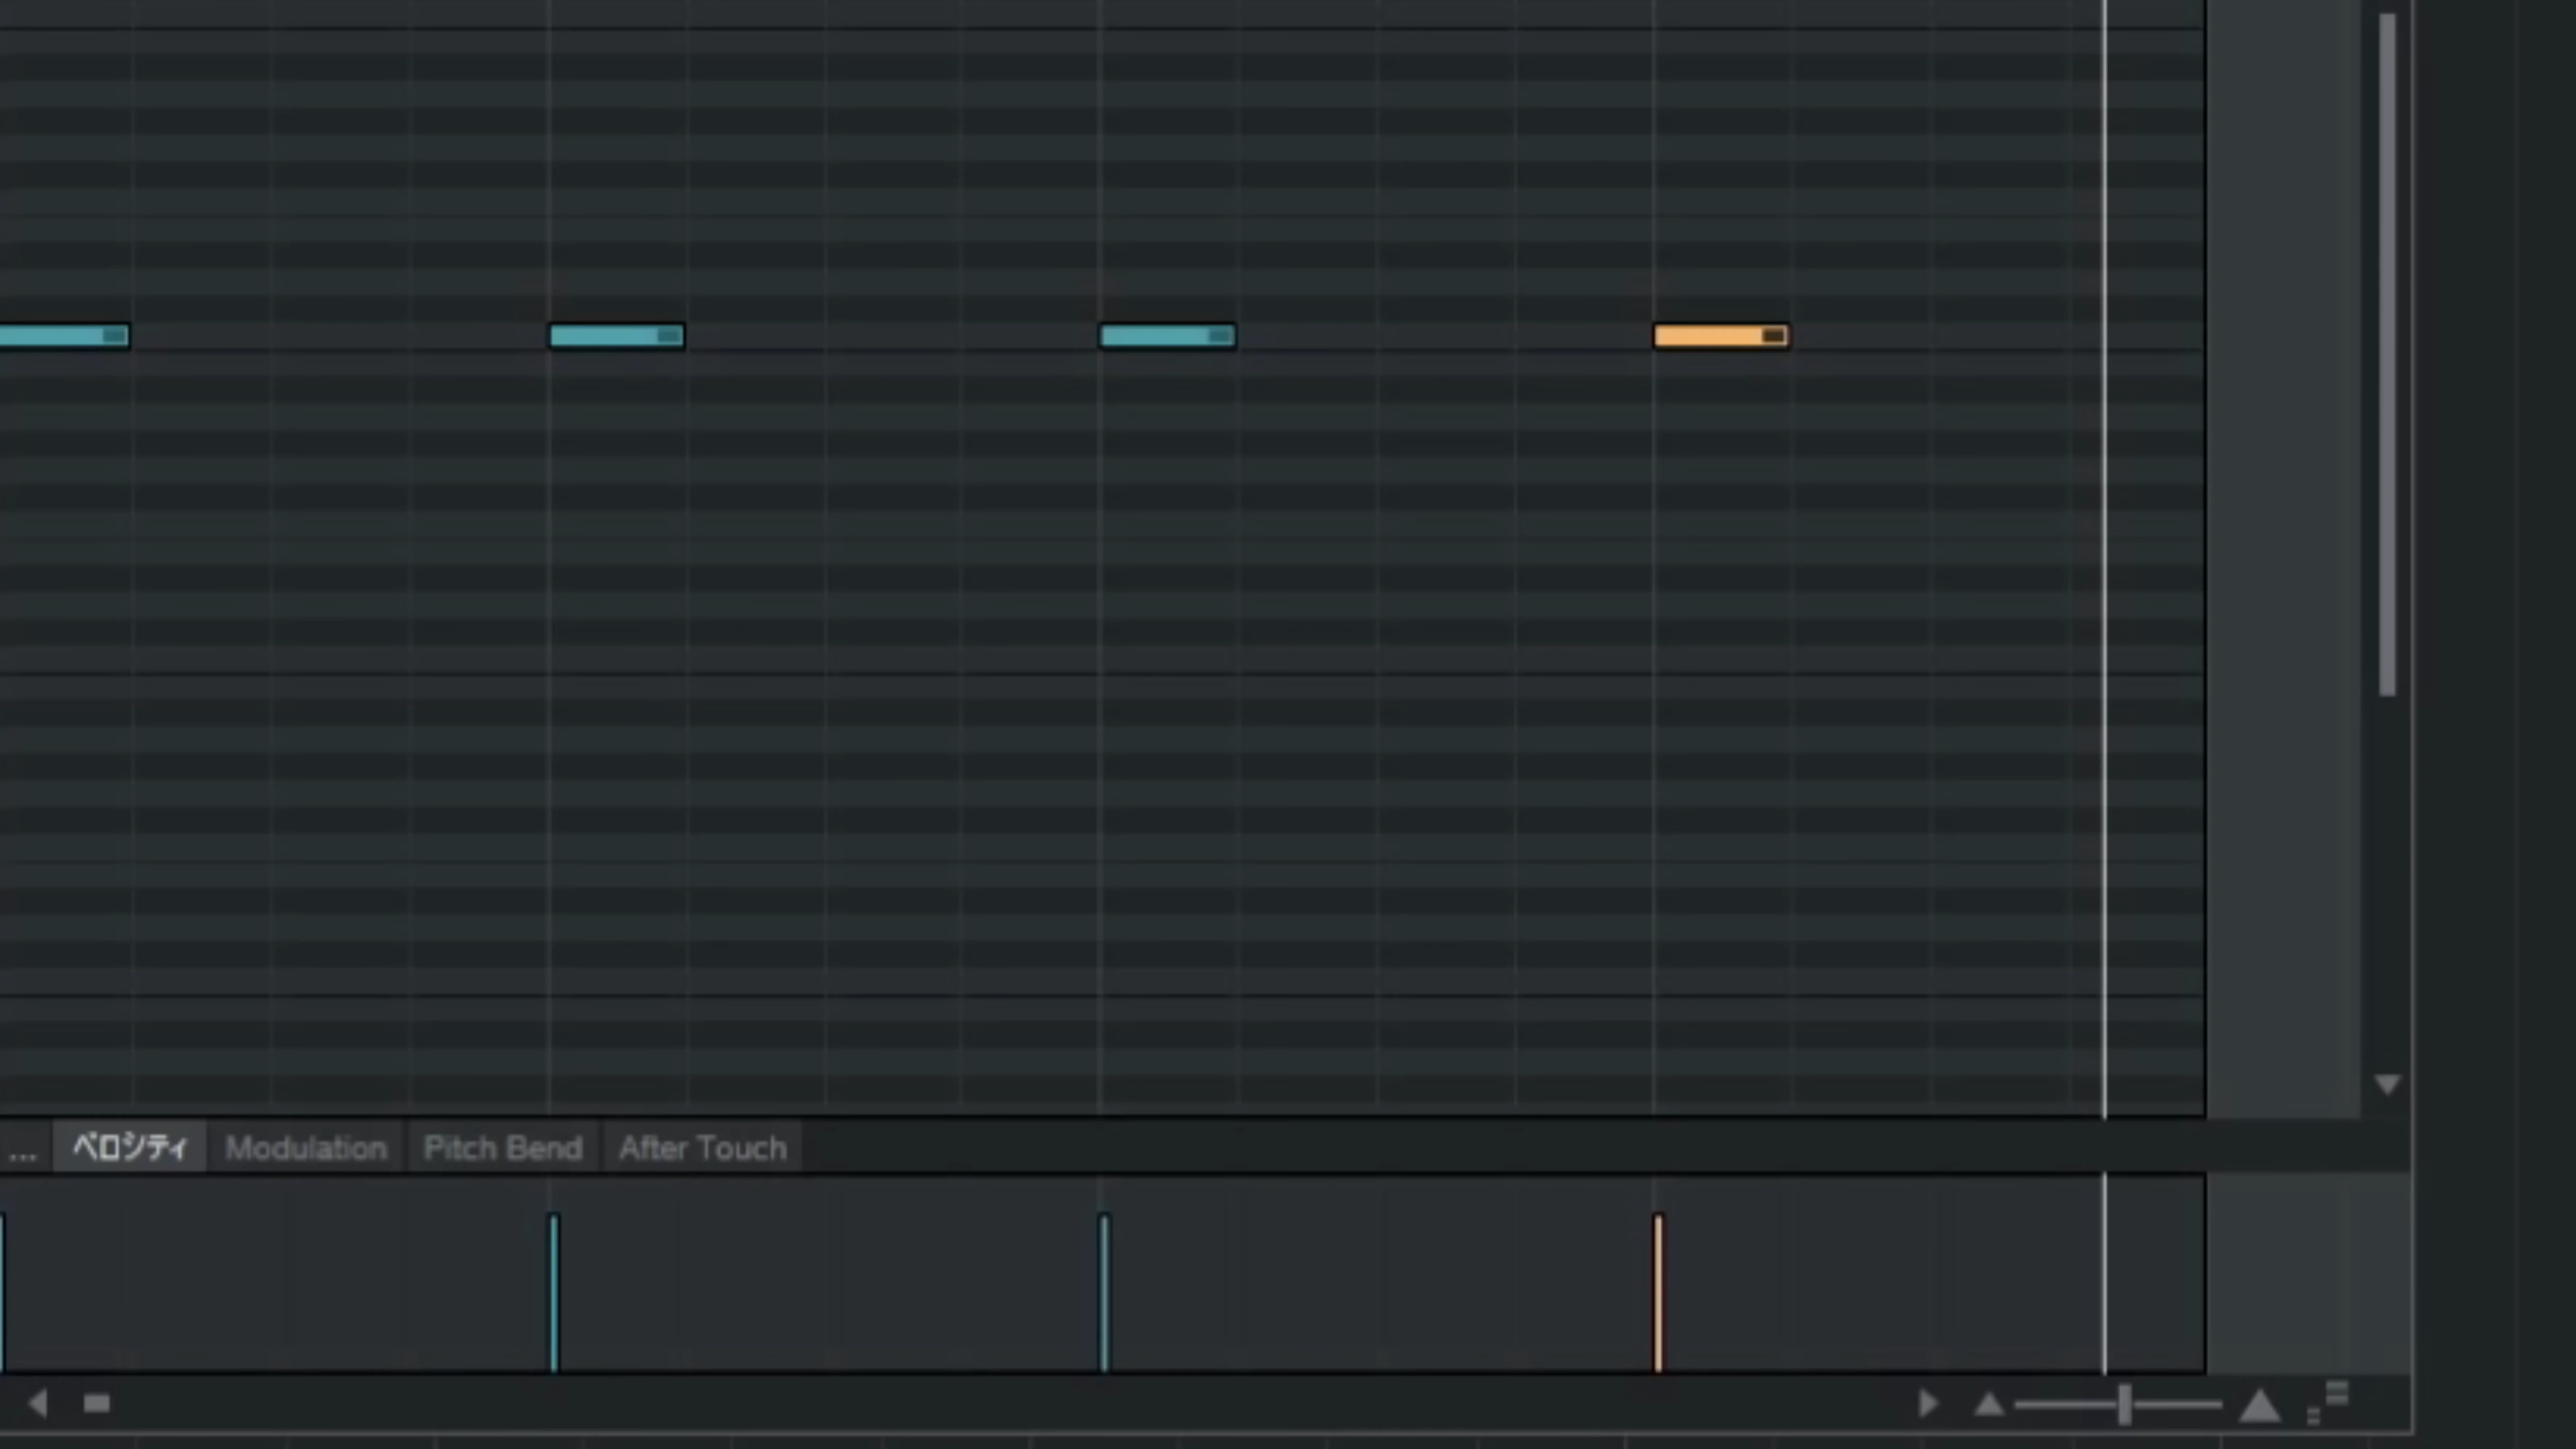 ... ベロシティ Modulation Pitch Bend After Touch